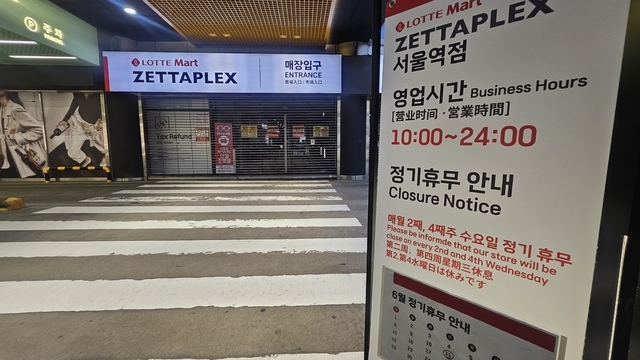 주차
LOTTE Mart
ZETTAPLEX
매장입구
ENTRANCE
Tax Refund
LOTTE Mart
ZETTAPLEX
서울역점
영업시간 Business Hours
[营业时间 · 営業時間]
10:00~24:00
정기휴무 안내
Closure Notice
매월 2째, 4째주 수요일 정기 휴무
Please be informde that our store will be
close on every 2nd and 4th Wednesday
第二周，第四周星期三休息
第2.第4水曜日は休みです
6월 정기휴무 안내